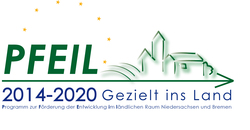 PFEIL
2014-2020 Gezielt ins Land
Programm zur Förderung der Entwicklung im ländlichen Raum Niedersachsen und Bremen